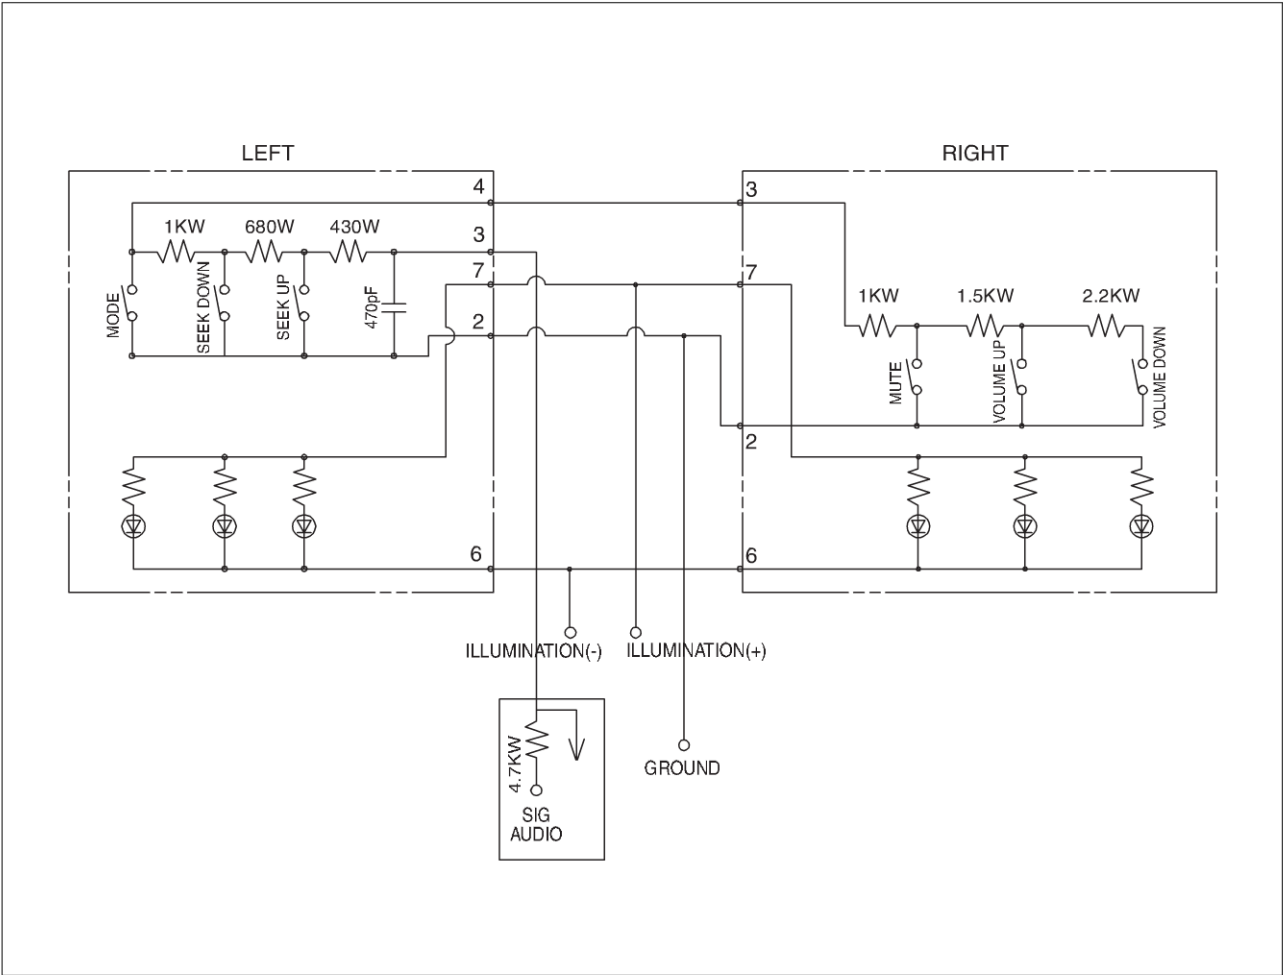 LEFT
RIGHT
4
3
1KW
680W
430W
3
7
7
MODE
SEEK DOWN
SEEK UP
470pF
2
1KW
1.5KW
2.2KW
MUTE
VOLUME UP
VOLUME DOWN
2
6
6
ILLUMINATION(-)
ILLUMINATION(+)
4.7KW
GROUND
SIG
AUDIO